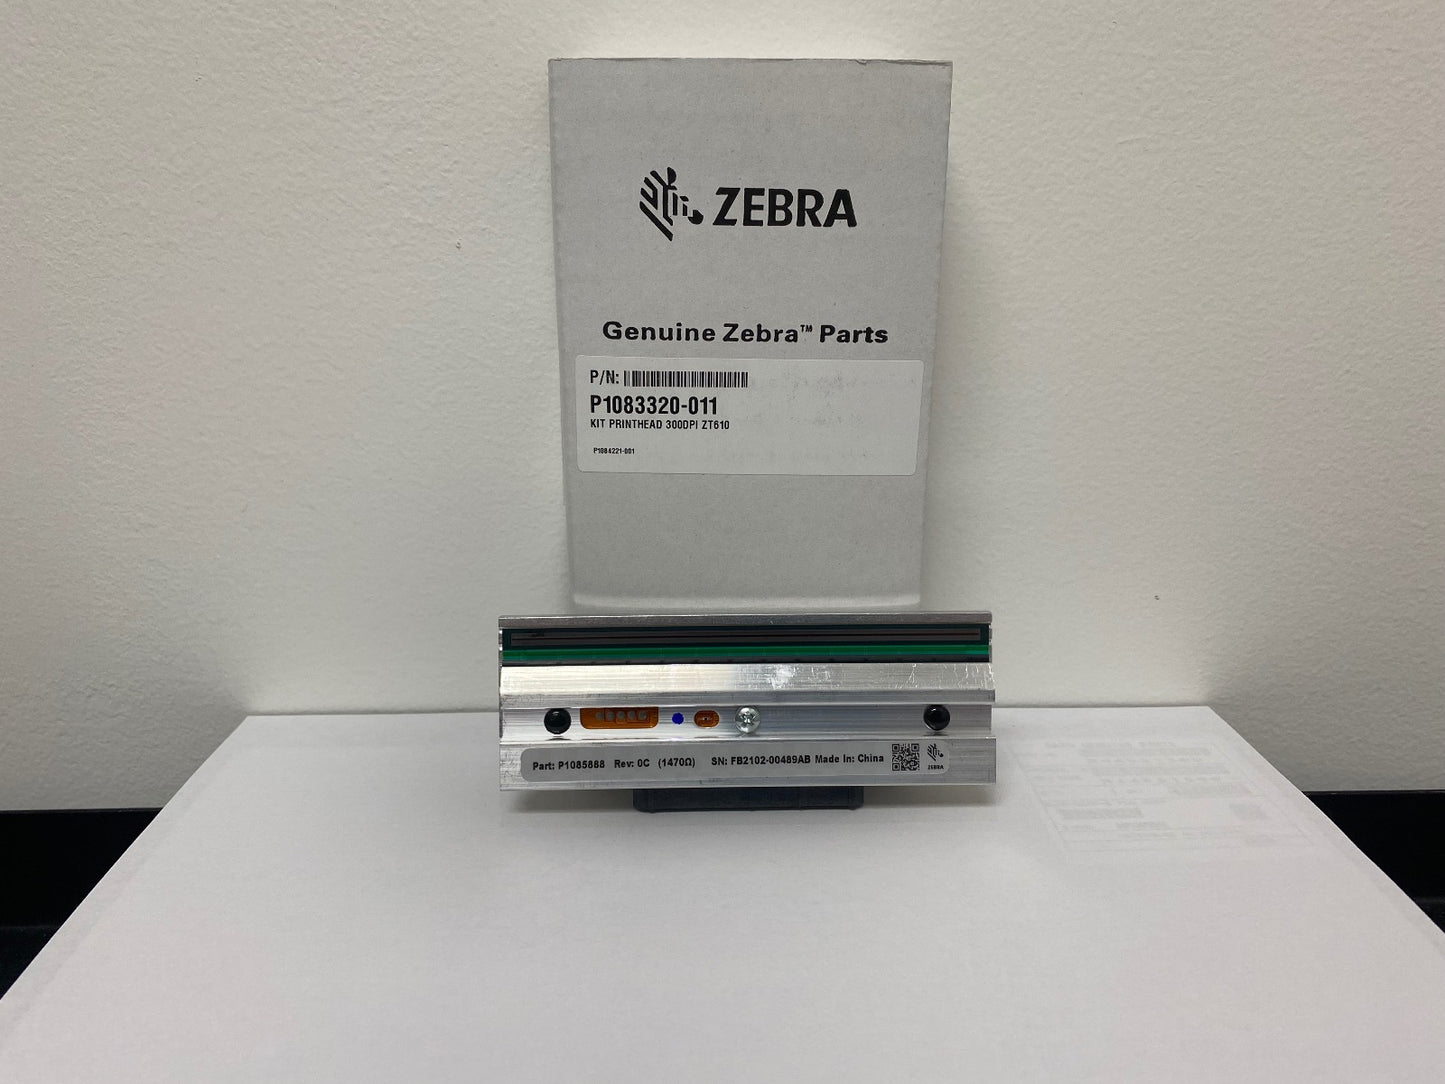 ZEBRA
Genuine Zebra™ Parts
P/N:
P1083320-011
KIT PRINTHEAD 300DPI ZT610
P1084221-001
Part: P1085888 Rev: 0C (1470Ω) SN: FB2102-00489AB Made In: China
ZEBRA